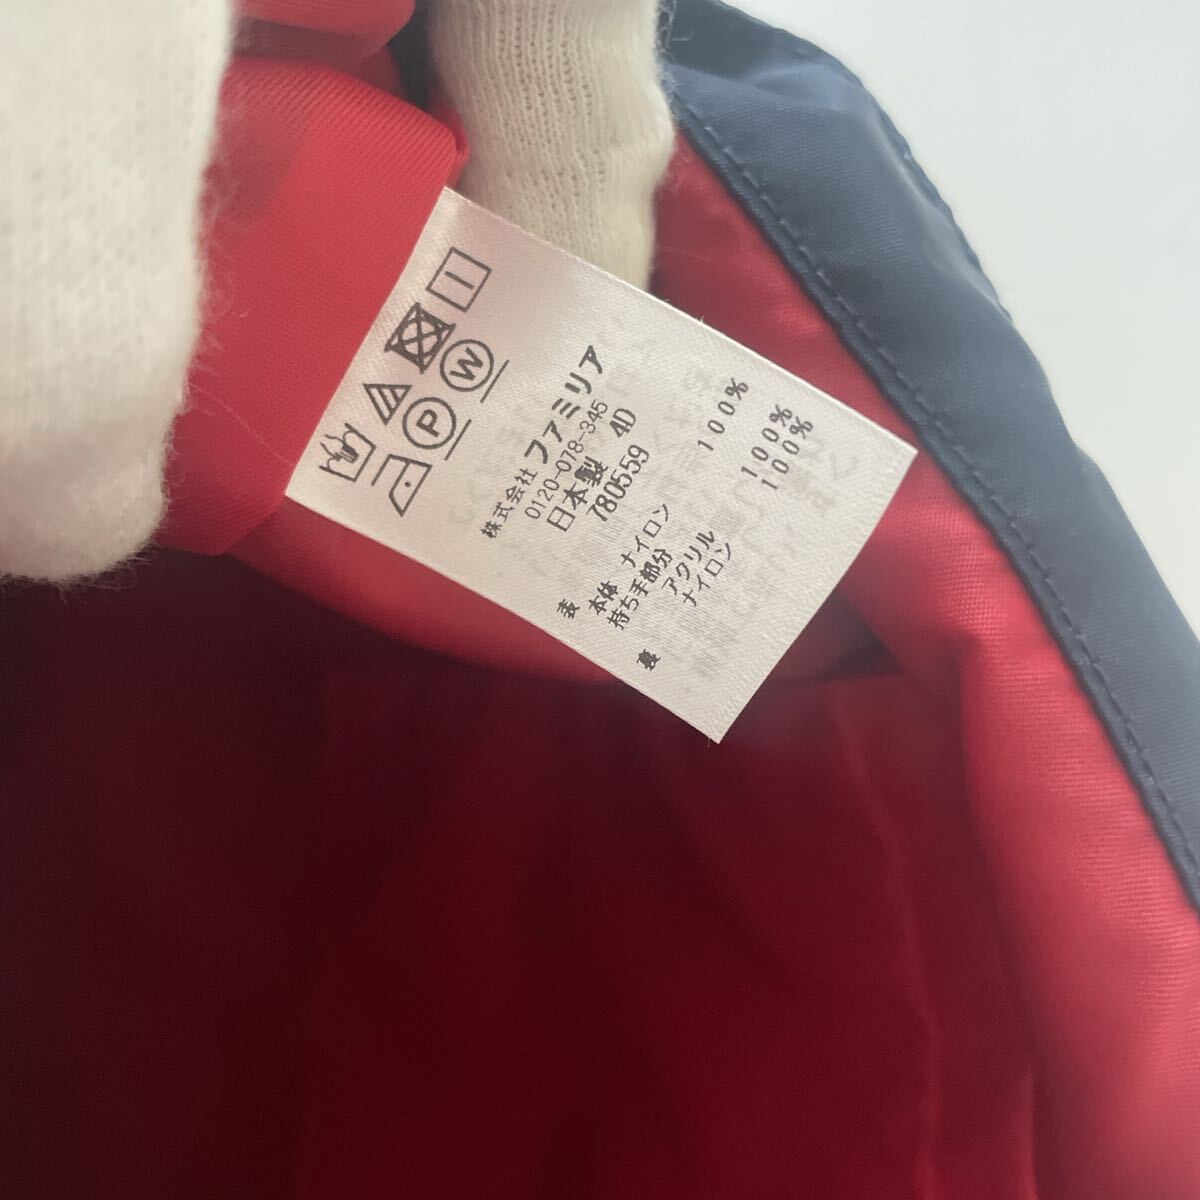 P W
株式会社 ファミリア
0120-078-345
日本製
780559 4D
表 本体 ナイロン 100%
持ち手部分 アクリル 100%
裏 ナイロン 100%